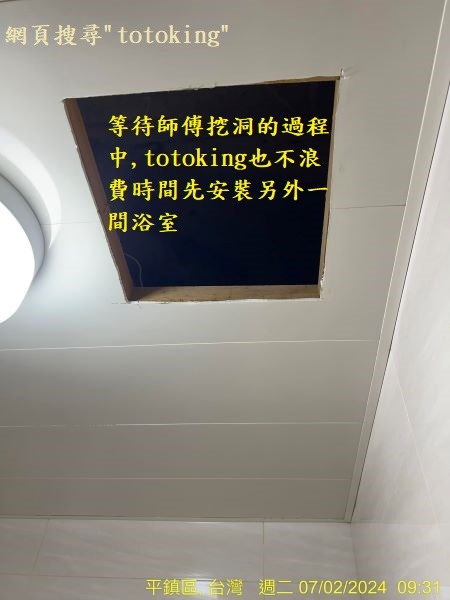 網頁搜尋"totoking"
等待師傅挖洞的過程
中,totoking也不浪
費時間先安裝另外一
間浴室
平鎮區, 台灣 週二 07/02/2024 09:31